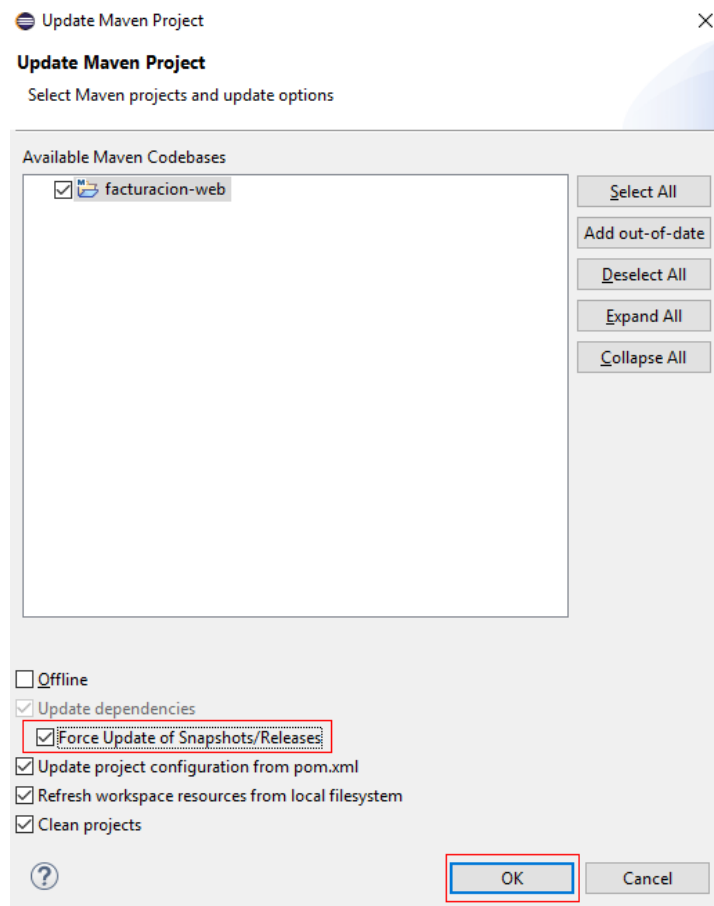 Update Maven Project
Update Maven Project
Select Maven projects and update options
Available Maven Codebases
facturacion-web
Select All
Add out-of-date
Deselect All
Expand All
Collapse All
Offline
Update dependencies
Force Update of Snapshots/Releases
Update project configuration from pom.xml
Refresh workspace resources from local filesystem
Clean projects
OK Cancel